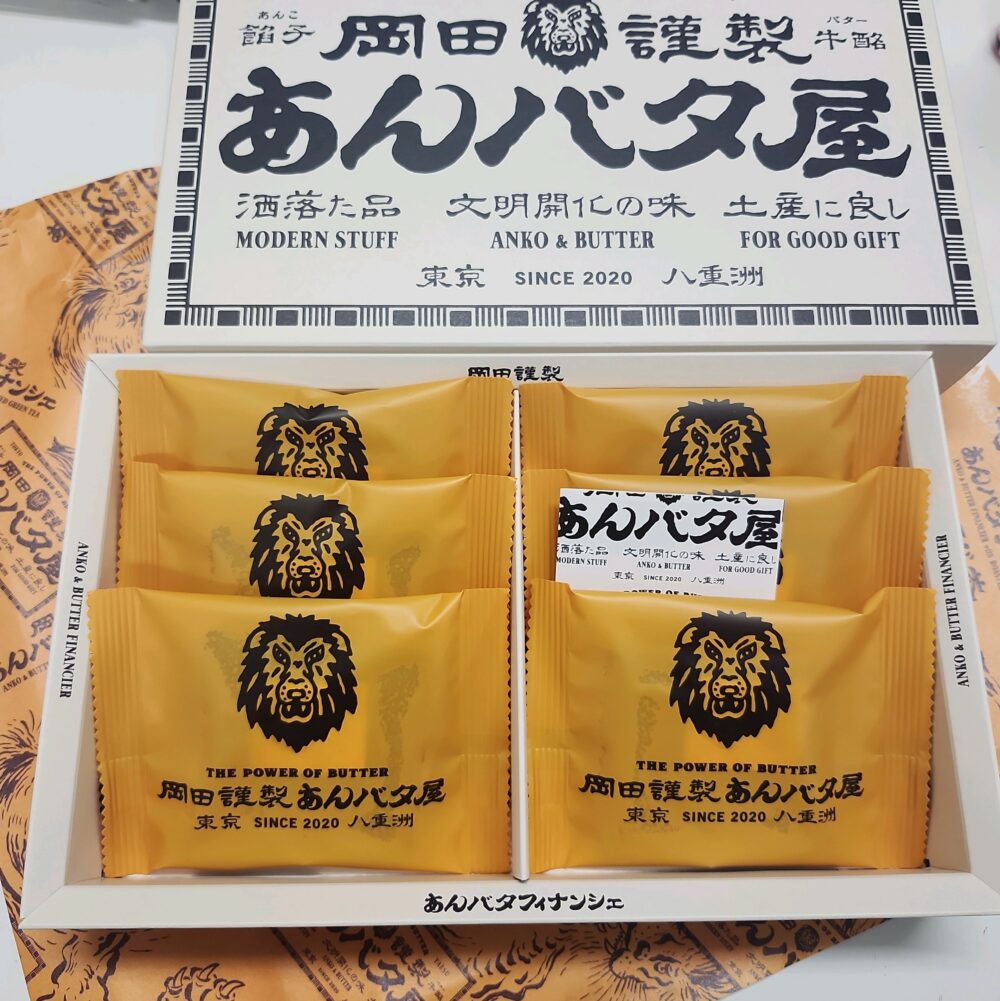 あんこ
餡子 岡田謹製 牛酪
バター
あんバタ屋
洒落た品 文明開化の味 土産に良し
MODERN STUFF ANKO & BUTTER FOR GOOD GIFT
東京 SINCE 2020 八重洲
岡田謹製
ANKO & BUTTER FINANCIER
ANKO & BUTTER FINANCIER
あんバタ屋
洒落た品 文明開化の味 土産に良し
MODERN STUFF ANKO & BUTTER FOR GOOD GIFT
東京 SINCE 2020 八重洲
THE POWER OF BUTTER
岡田謹製 あんバタ屋
東京 SINCE 2020 八重洲
THE POWER OF BUTTER
岡田謹製 あんバタ屋
東京 SINCE 2020 八重洲
あんバタフィナンシェ